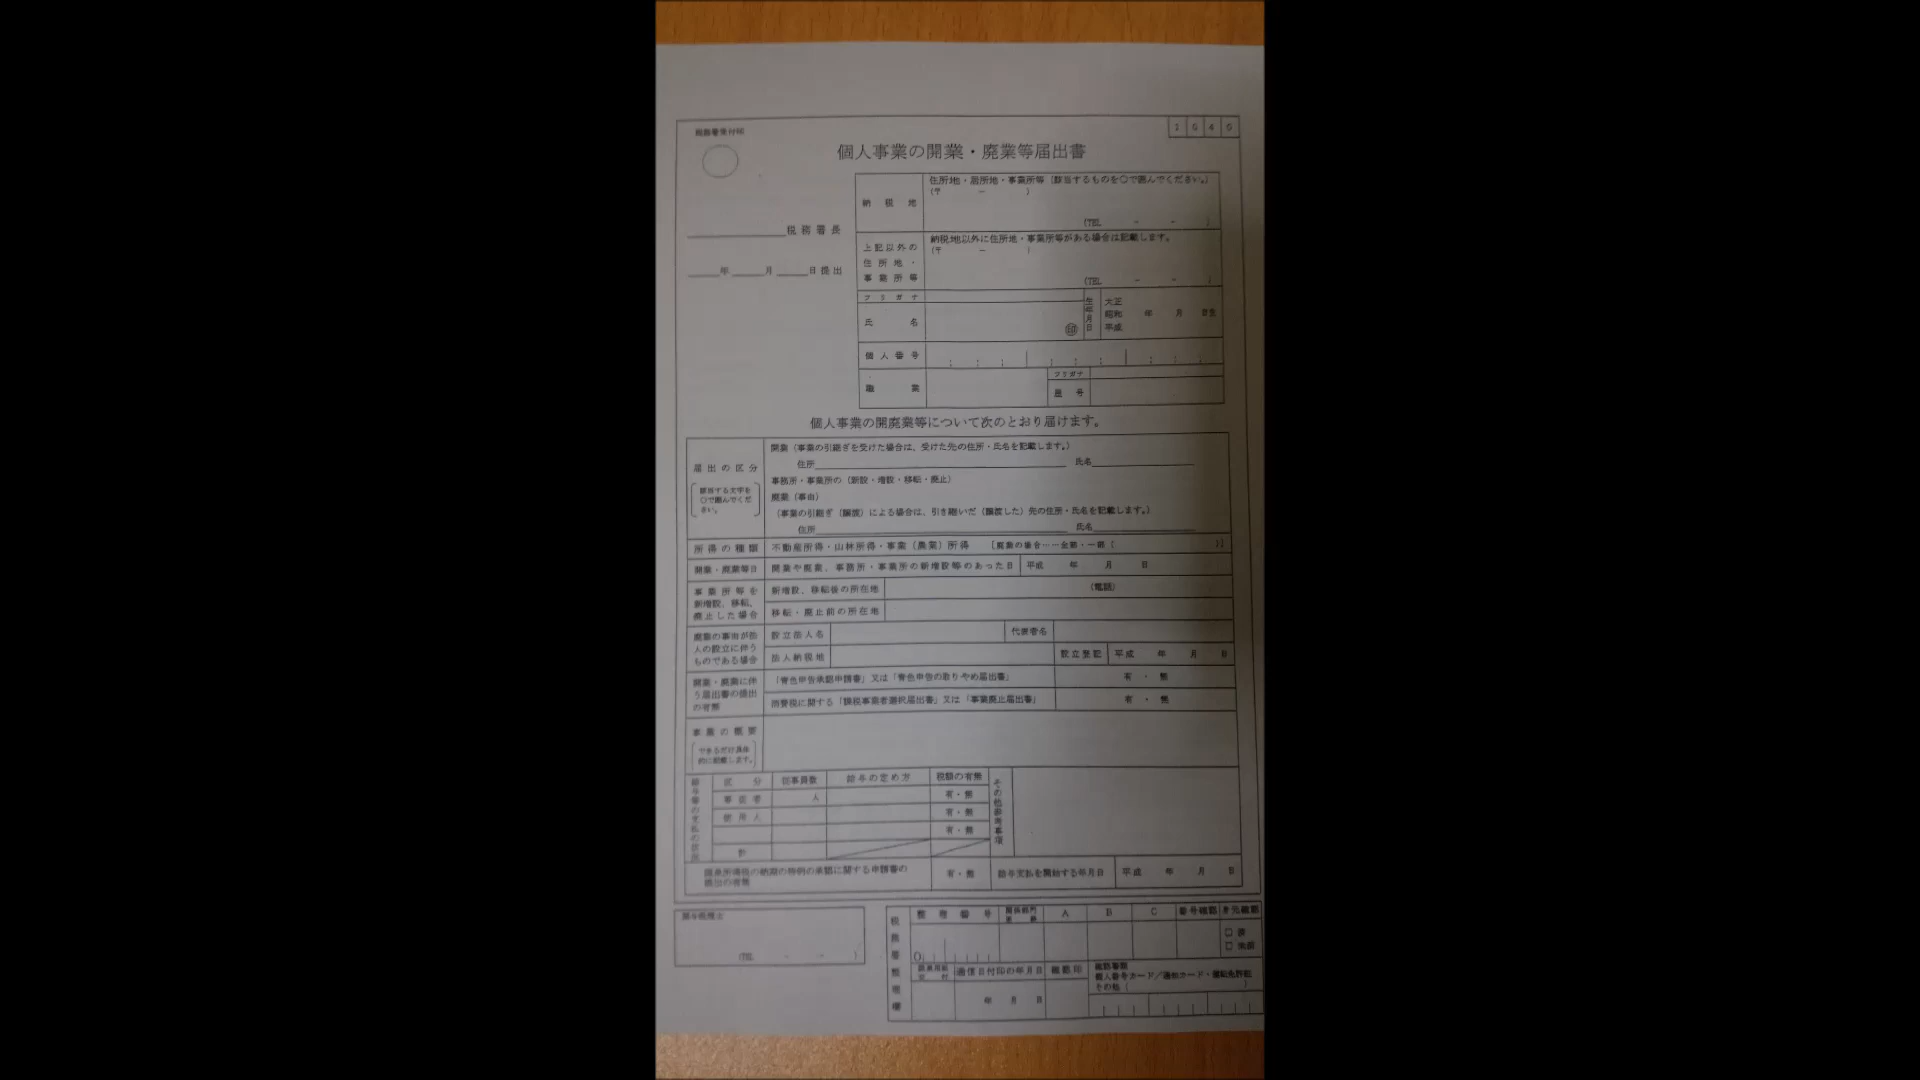 税務署受付印
1 0 4 0
個人事業の開業・廃業等届出書
税務署長
年 月 日提出
納税地
住所地・居所地・事業所等（該当するものを○で囲んでください。）
(〒 － )
(TEL － － )
上記以外の住所地・事業所等
納税地以外に住所地・事業所等がある場合は記載します。
(〒 － )
(TEL － － )
フリガナ
氏名
㊞
生年月日
大正
昭和 年 月 日生
平成
個人番号
職業
フリガナ
屋号
個人事業の開廃業等について次のとおり届けます。
届出の区分
該当する文字を○で囲んでください。
開業（事業の引継ぎを受けた場合は、受けた先の住所・氏名を記載します。）
住所 氏名
事務所・事業所の（新設・増設・移転・廃止）
廃業（事由）
（事業の引継ぎ（譲渡）による場合は、引き継いだ（譲渡した）先の住所・氏名を記載します。）
住所 氏名
所得の種類
不動産所得・山林所得・事業（農業）所得 〔廃業の場合……全部・一部（ ）〕
開業・廃業等日
開業や廃業、事務所・事業所の新増設等のあった日
平成 年 月 日
事業所等を新増設、移転、廃止した場合
新増設、移転後の所在地 （電話）
移転・廃止前の所在地
廃業の事由が法人の設立に伴うものである場合
設立法人名
代表者名
法人納税地
設立登記
平成 年 月 日
開業・廃業に伴う届出書の提出の有無
「青色申告承認申請書」又は「青色申告の取りやめ届出書」
有・無
消費税に関する「課税事業者選択届出書」又は「事業廃止届出書」
有・無
事業の概要
できるだけ具体的に記載します。
給与等の支払の状況
区分 従事員数 給与の定め方 税額の有無
専従者 人 有・無
使用人 有・無
有・無
計
その他参考事項
源泉所得税の納期の特例の承認に関する申請書の提出の有無
有・無
給与支払を開始する年月日
平成 年 月 日
関与税理士
(TEL － － )
税務署整理欄
整理番号 関係部門連絡 A B C 番号確認 身元確認
0
□ 済
□ 未済
源泉用紙交付 通信日付印の年月日 確認印
年 月 日
確認書類
個人番号カード／通知カード・運転免許証
その他（ ）